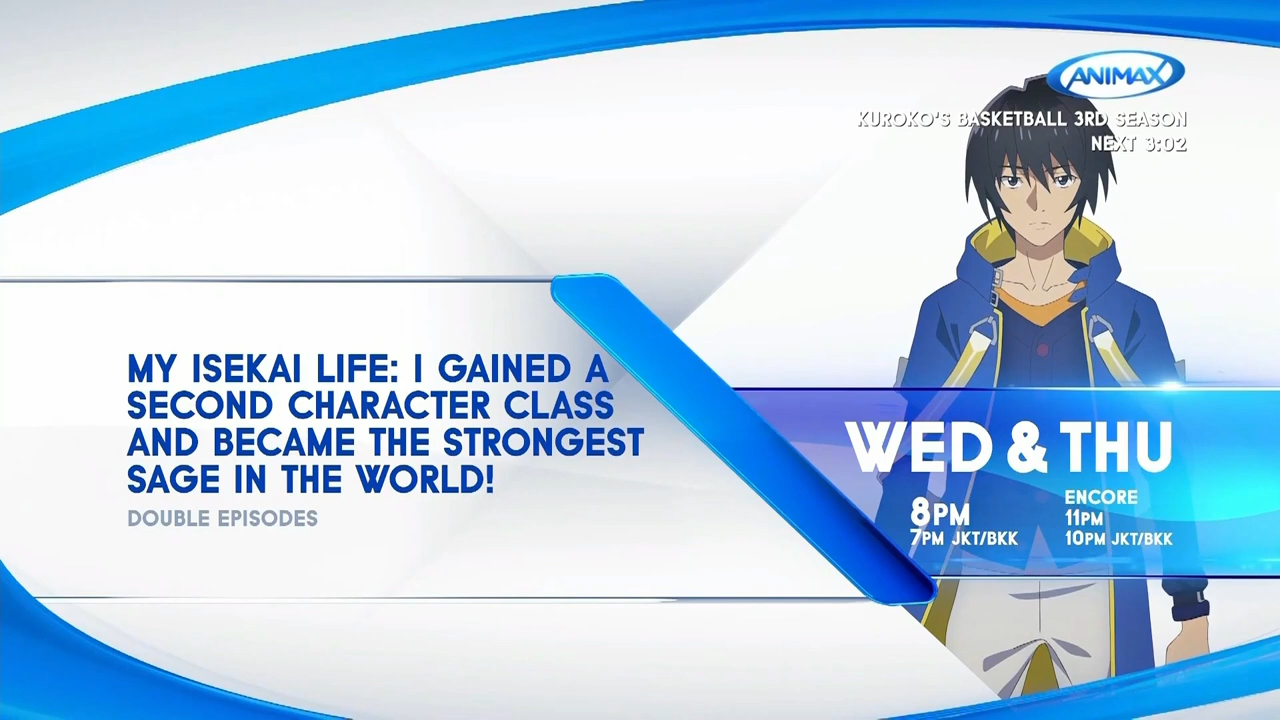 ANIMAX
KUROKO'S BASKETBALL 3RD SEASON
NEXT 3:02
MY ISEKAI LIFE: I GAINED A
SECOND CHARACTER CLASS
AND BECAME THE STRONGEST
SAGE IN THE WORLD!
DOUBLE EPISODES
WED & THU
8PM
7PM JKT/BKK
ENCORE
11PM
10PM JKT/BKK